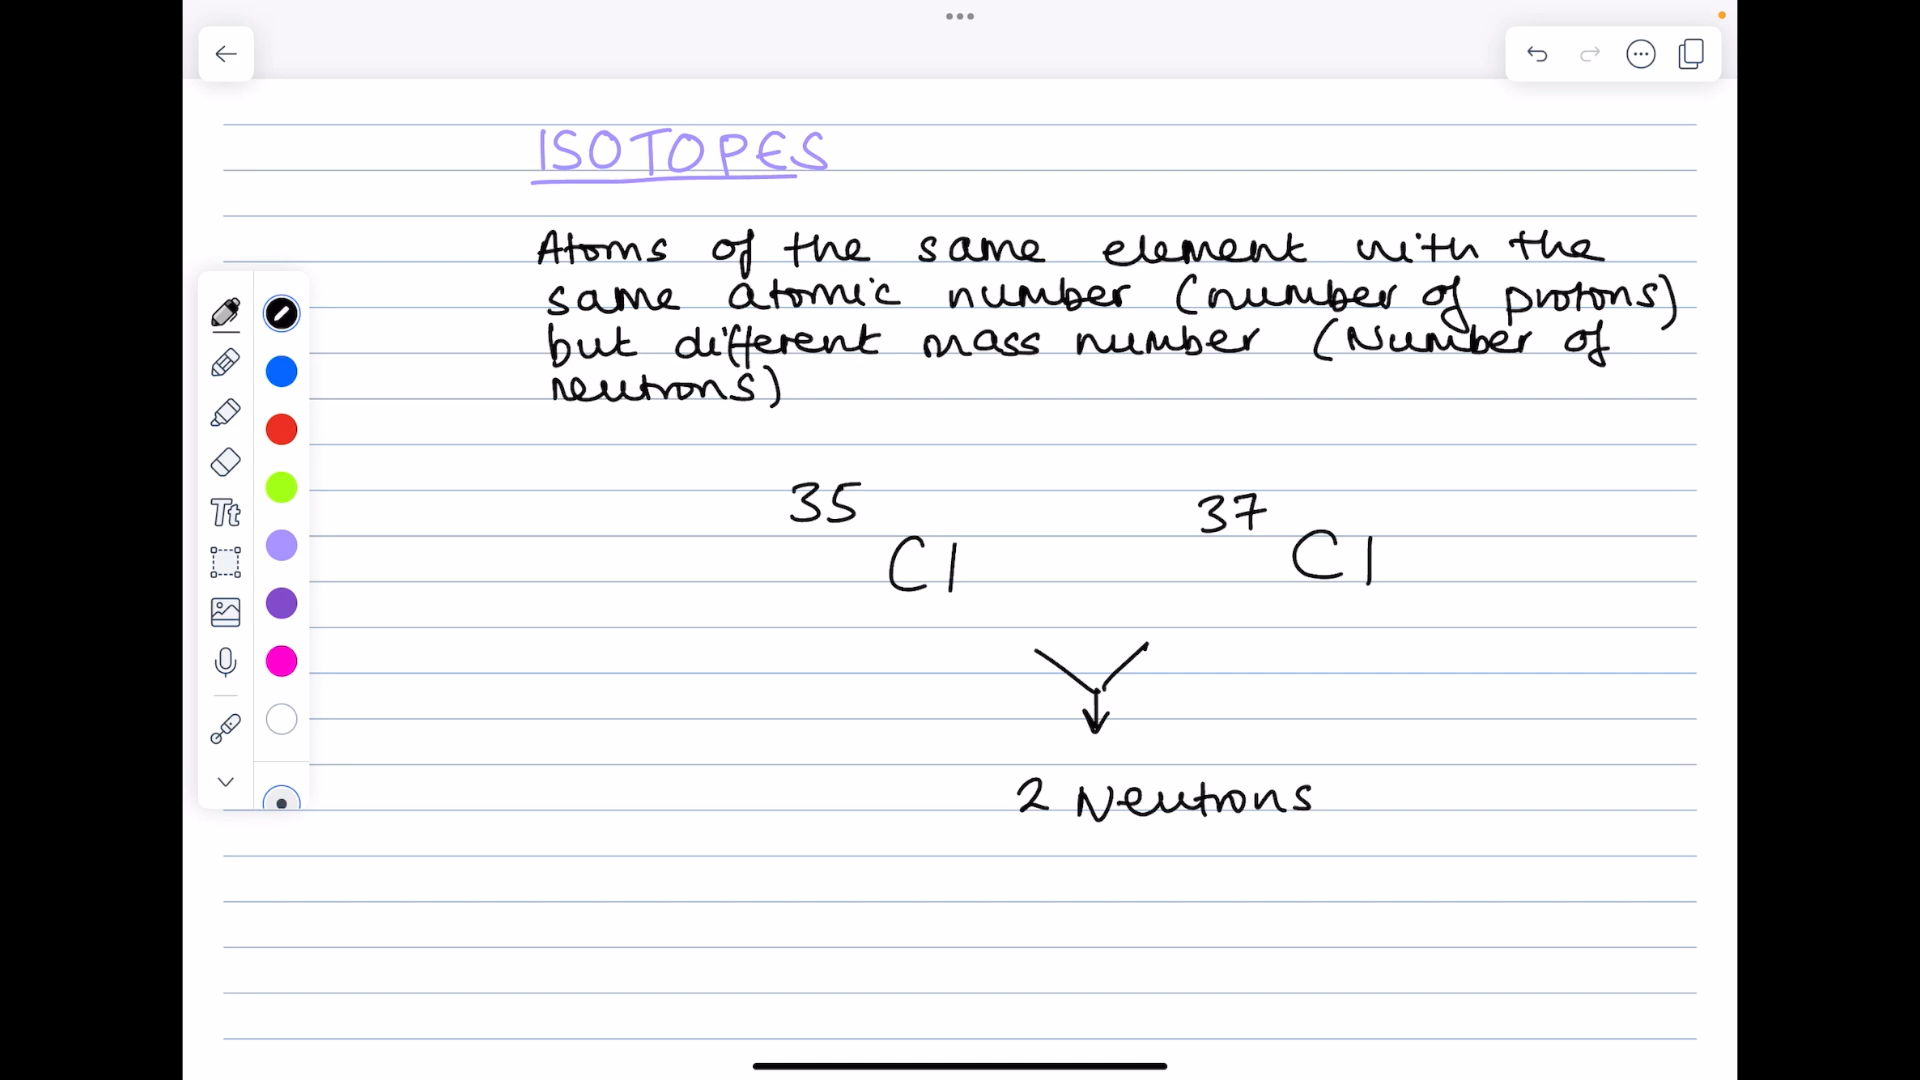 ISOTOPES
Atoms of the same element with the
same atomic number (number of protons)
but different mass number (Number of
neutrons)
35 Cl
37 Cl
2 Neutrons
Tt